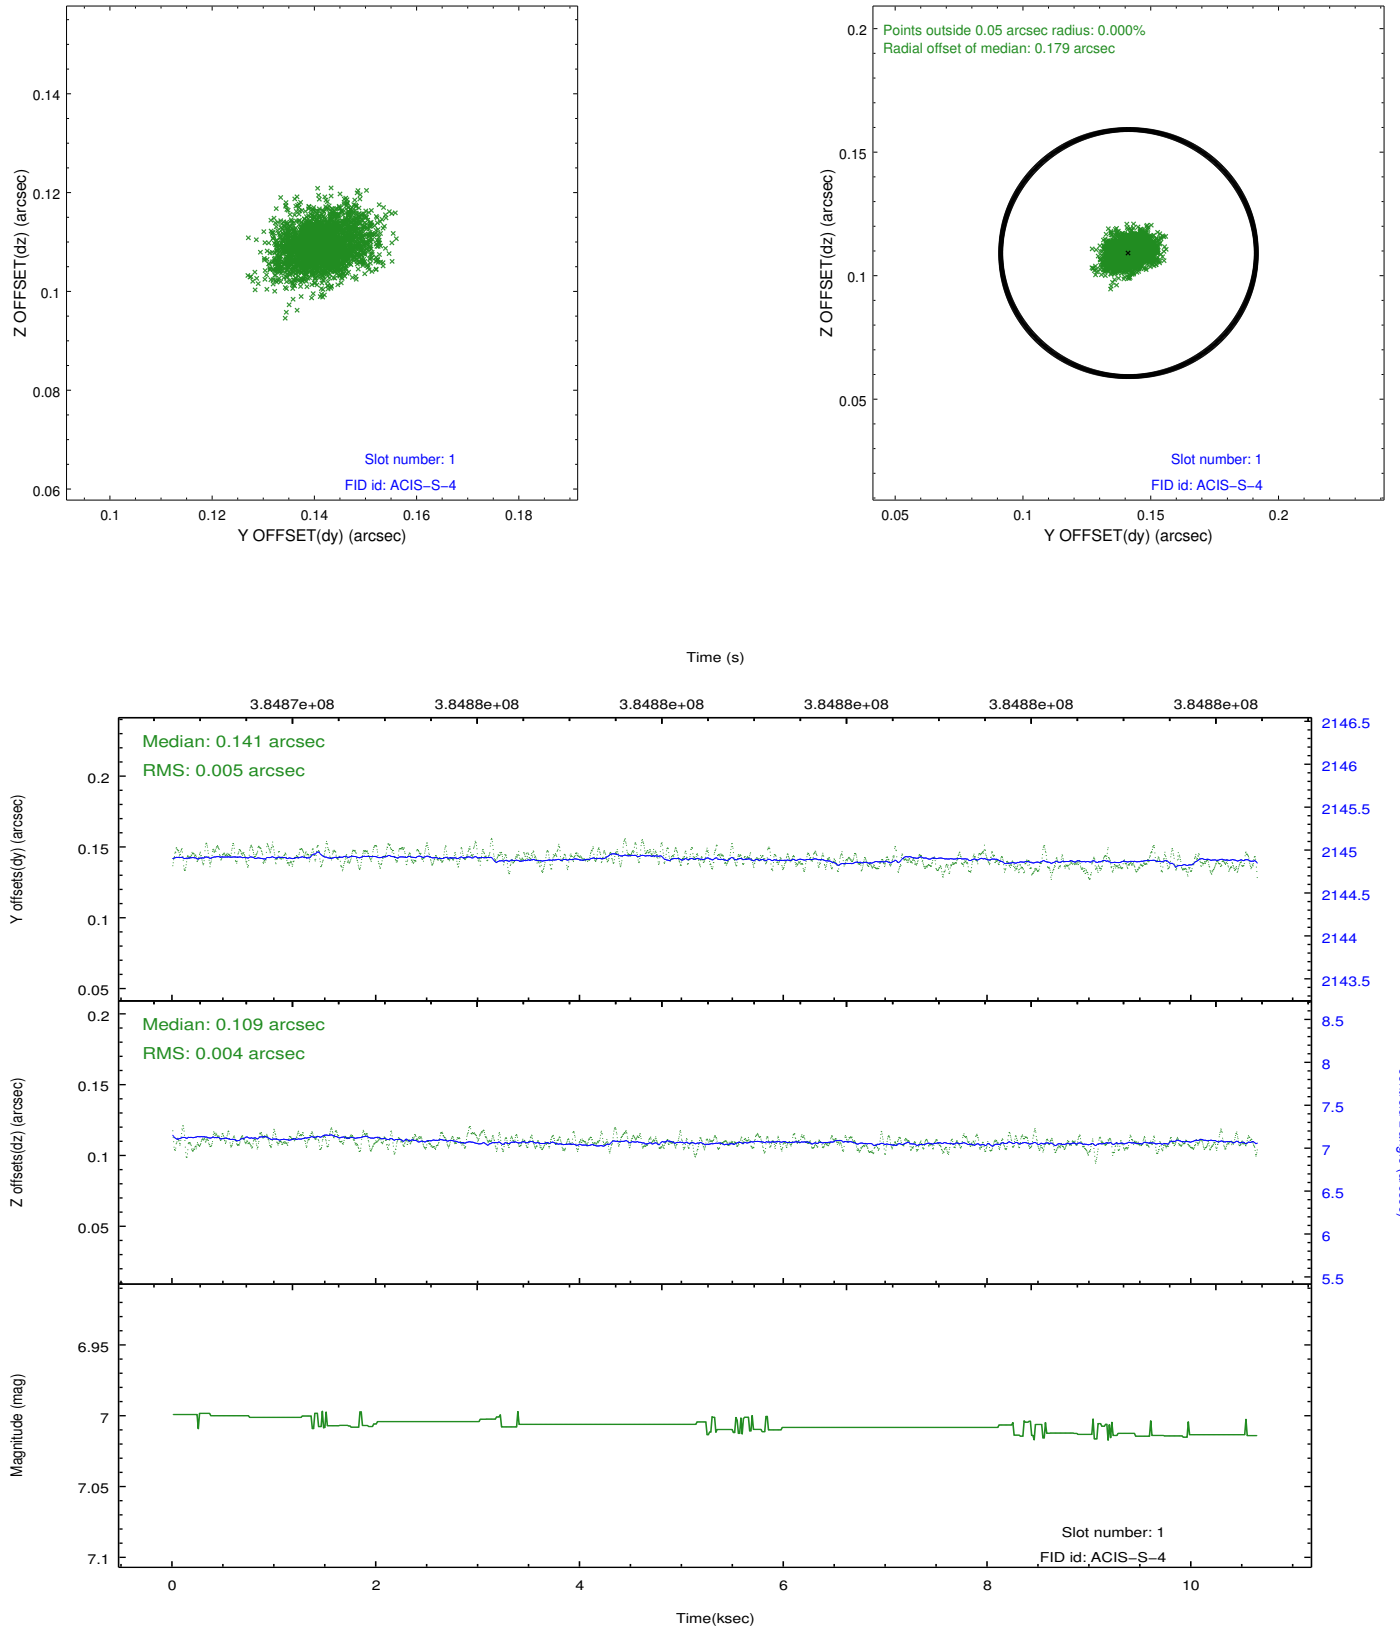 0.14
0.12
0.1
0.08
0.06
Z OFFSET(dz) (arcsec)
Slot number: 1
FID id: ACIS−S−4
0.1 0.12 0.14 0.16 0.18
Y OFFSET(dy) (arcsec)
Points outside 0.05 arcsec radius: 0.000%
Radial offset of median: 0.179 arcsec
0.2
0.15
0.1
0.05
Z OFFSET(dz) (arcsec)
Slot number: 1
FID id: ACIS−S−4
0.05 0.1 0.15 0.2
Y OFFSET(dy) (arcsec)
Time (s)
3.8487e+08 3.8488e+08 3.8488e+08 3.8488e+08 3.8488e+08 3.8488e+08
Median: 0.141 arcsec
RMS: 0.005 arcsec
0.2
0.15
0.1
0.05
Y offsets(dy) (arcsec)
2146.5
2146
2145.5
2145
2144.5
2144
2143.5
Median: 0.109 arcsec
RMS: 0.004 arcsec
0.2
0.15
0.1
0.05
Z offsets(dz) (arcsec)
8.5
8
7.5
7
6.5
6
5.5
6.95
7
7.05
7.1
Magnitude (mag)
Slot number: 1
FID id: ACIS−S−4
0 2 4 6 8 10
Time(ksec)